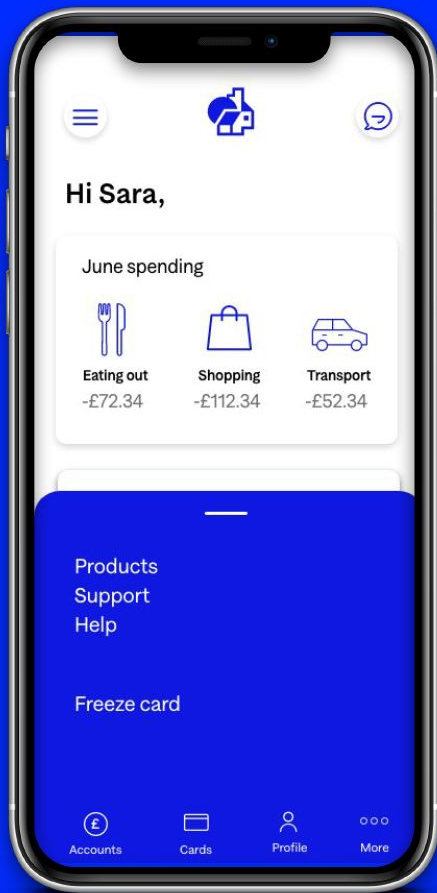 Hi Sara,
June spending
Eating out Shopping Transport
-£72.34 -£112.34 -£52.34
Products
Support
Help
Freeze card
£
Accounts Cards Profile More